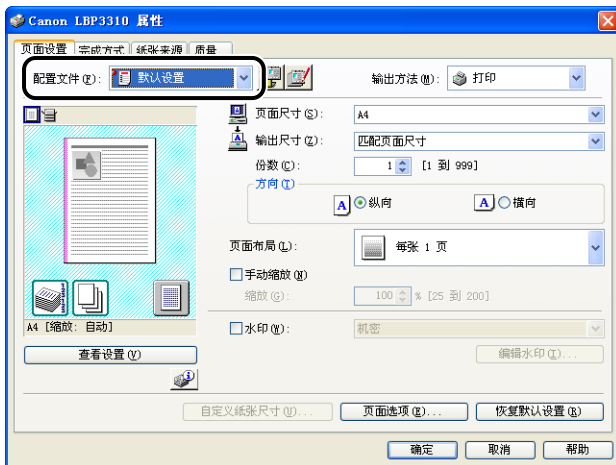 Canon LBP3310 属性
页面设置 完成方式 纸张来源 质量
配置文件(F): 默认设置 输出方法(M): 打印
页面尺寸(S): A4
输出尺寸(Z): 匹配页面尺寸
份数(C): 1 [1 到 999]
方向(T)
A 纵向 A 横向
页面布局(L): 每张 1 页
手动缩放(N)
缩放(G): 100 % [25 到 200]
A4 [缩放: 自动]
水印(W): 机密
查看设置(V) 编辑水印(I)...
自定义纸张尺寸(U)... 页面选项(E)... 恢复默认设置(R)
确定 取消 帮助